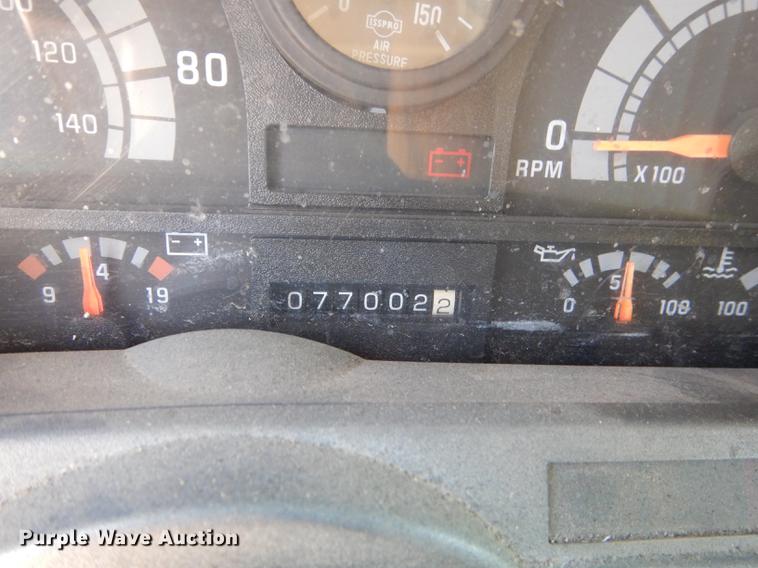 0 150
ISSPRO
AIR
PRESSURE
120
80
140
0
RPM
X100
4
9 19
0770022
5
0 100
100
Purple Wave Auction